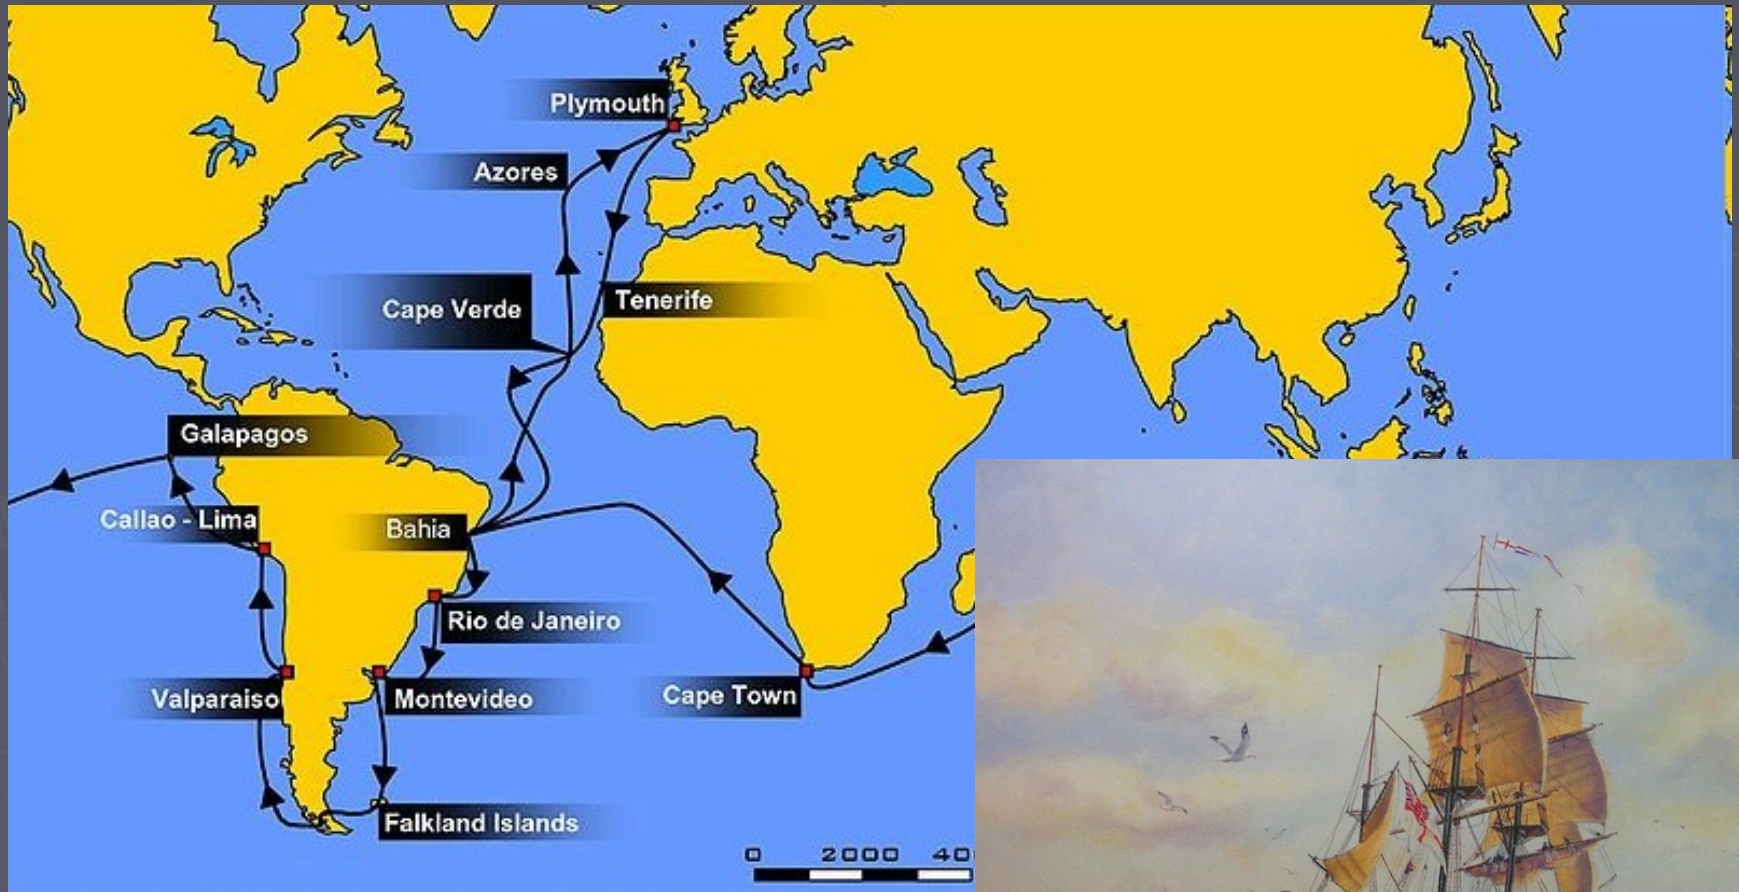 Plymouth
Azores
Cape Verde
Tenerife
Galapagos
Callao - Lima
Bahia
Rio de Janeiro
Valparaiso
Montevideo
Cape Town
Falkland Islands
0 2000 40